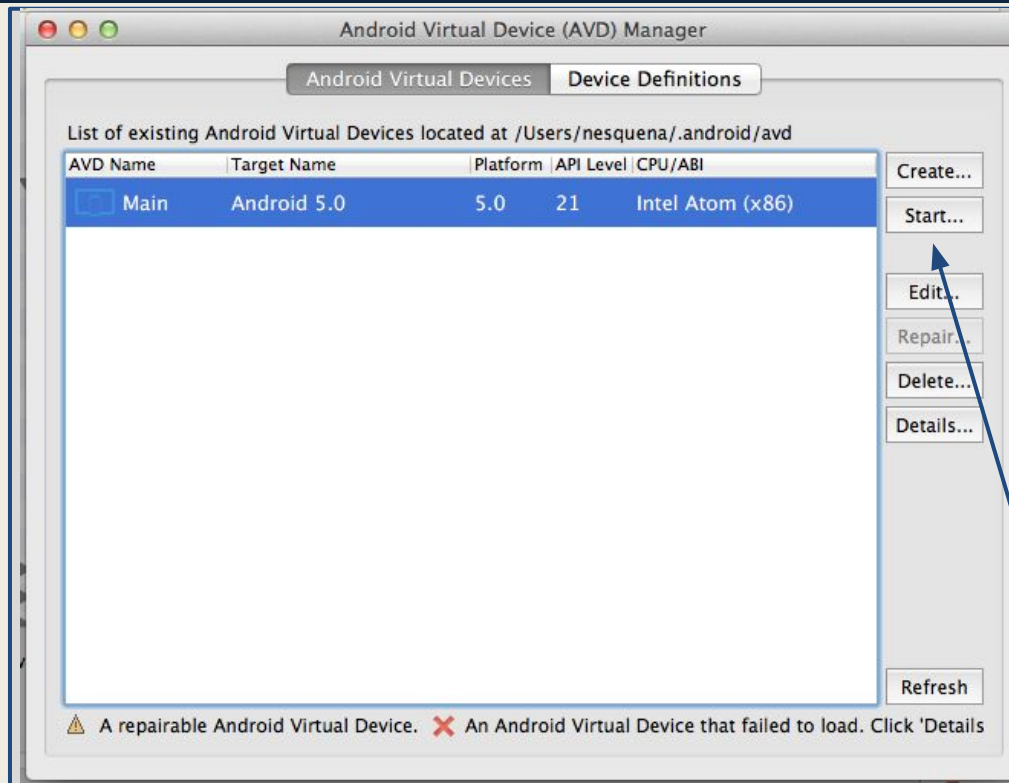 Android Virtual Device (AVD) Manager
Android Virtual Devices Device Definitions
List of existing Android Virtual Devices located at /Users/nesquena/.android/avd
AVD Name Target Name Platform API Level CPU/ABI
Main Android 5.0 5.0 21 Intel Atom (x86)
Create...
Start...
Edit...
Repair...
Delete...
Details...
Refresh
A repairable Android Virtual Device. An Android Virtual Device that failed to load. Click 'Details